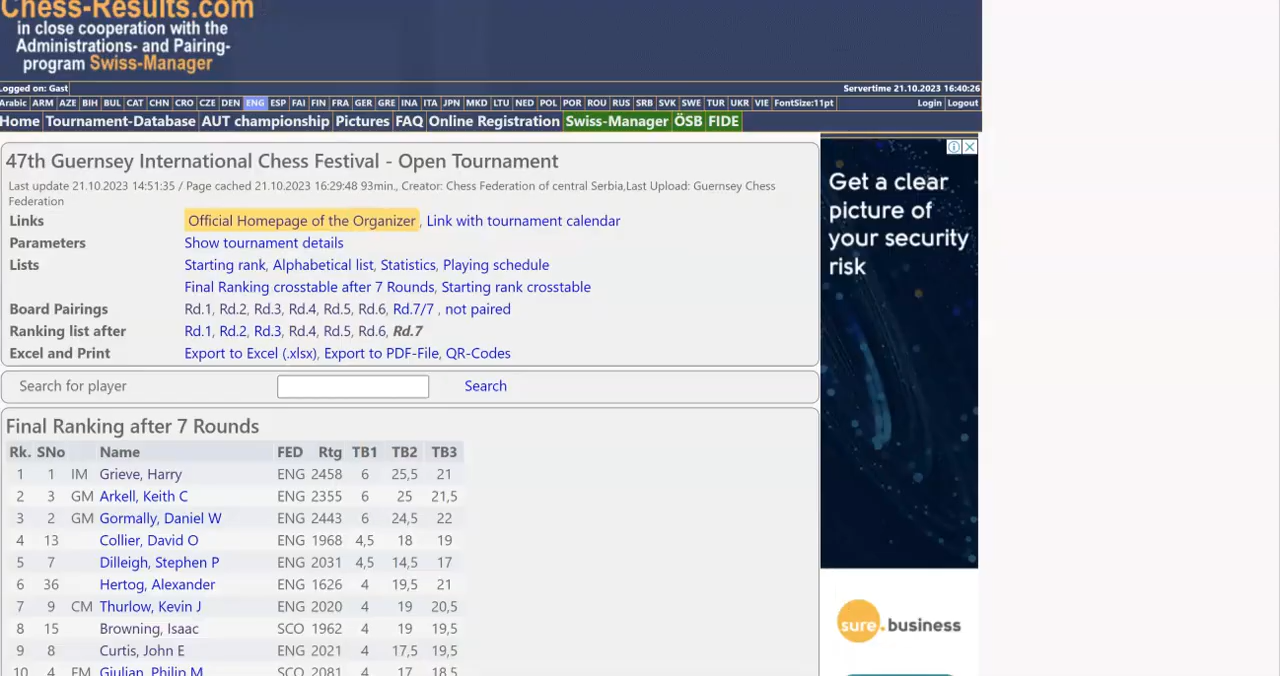 Chess-Results.com
in close cooperation with the
Administrations- and Pairing-
program Swiss-Manager
Logged on: Gast
Servertime 21.10.2023 16:40:26
Arabic ARM AZE BIH BUL CAT CHN CRO CZE DEN ENG ESP FAI FIN FRA GER GRE INA ITA JPN MKD LTU NED POL POR ROU RUS SRB SVK SWE TUR UKR VIE FontSize:11pt Login Logout
Home Tournament-Database AUT championship Pictures FAQ Online Registration Swiss-Manager ÖSB FIDE
47th Guernsey International Chess Festival - Open Tournament
Last update 21.10.2023 14:51:35 / Page cached 21.10.2023 16:29:48 93min., Creator: Chess Federation of central Serbia,Last Upload: Guernsey Chess
Federation
Links Official Homepage of the Organizer, Link with tournament calendar
Parameters Show tournament details
Lists Starting rank, Alphabetical list, Statistics, Playing schedule
Final Ranking crosstable after 7 Rounds, Starting rank crosstable
Board Pairings Rd.1, Rd.2, Rd.3, Rd.4, Rd.5, Rd.6, Rd.7/7 , not paired
Ranking list after Rd.1, Rd.2, Rd.3, Rd.4, Rd.5, Rd.6, Rd.7
Excel and Print Export to Excel (.xlsx), Export to PDF-File, QR-Codes
Search for player Search
Final Ranking after 7 Rounds
Rk. SNo Name FED Rtg TB1 TB2 TB3
1 1 IM Grieve, Harry ENG 2458 6 25,5 21
2 3 GM Arkell, Keith C ENG 2355 6 25 21,5
3 2 GM Gormally, Daniel W ENG 2443 6 24,5 22
4 13 Collier, David O ENG 1968 4,5 18 19
5 7 Dilleigh, Stephen P ENG 2031 4,5 14,5 17
6 36 Hertog, Alexander ENG 1626 4 19,5 21
7 9 CM Thurlow, Kevin J ENG 2020 4 19 20,5
8 15 Browning, Isaac SCO 1962 4 19 19,5
9 8 Curtis, John E ENG 2021 4 17,5 19,5
10 4 FM Giulian, Philip M SCO 2081 4 17 18,5
Get a clear
picture of
your security
risk
sure.business